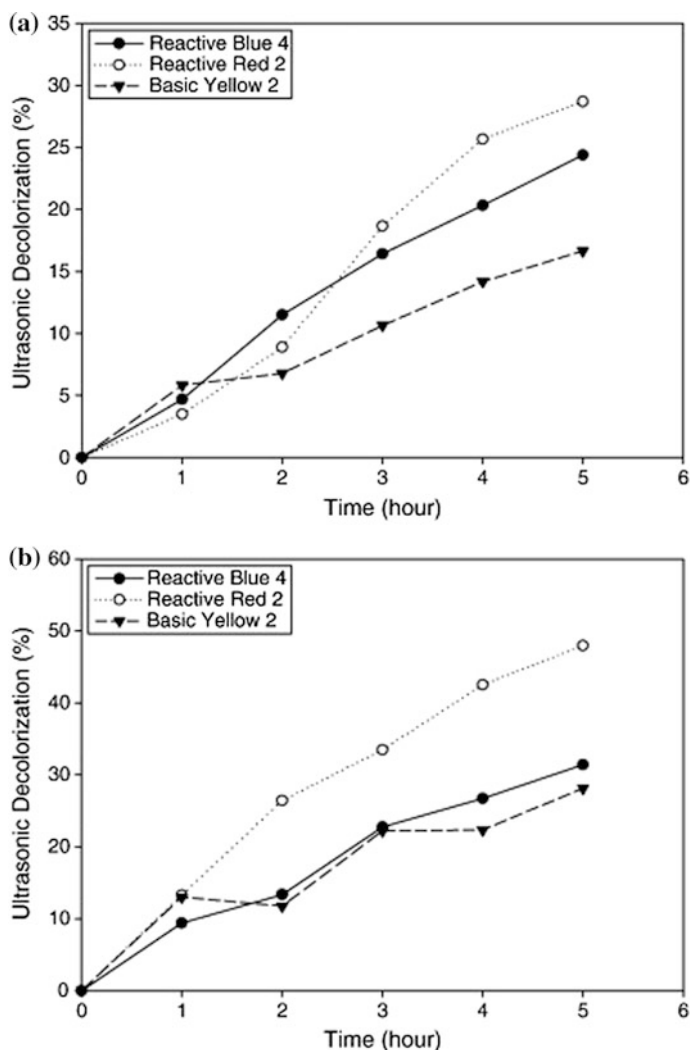 (a)
35
30
25
20
15
10
5
0
Ultrasonic Decolorization (%)
Reactive Blue 4
Reactive Red 2
Basic Yellow 2
0 1 2 3 4 5 6
Time (hour)
(b)
60
50
40
30
20
10
0
Ultrasonic Decolorization (%)
Reactive Blue 4
Reactive Red 2
Basic Yellow 2
0 1 2 3 4 5 6
Time (hour)